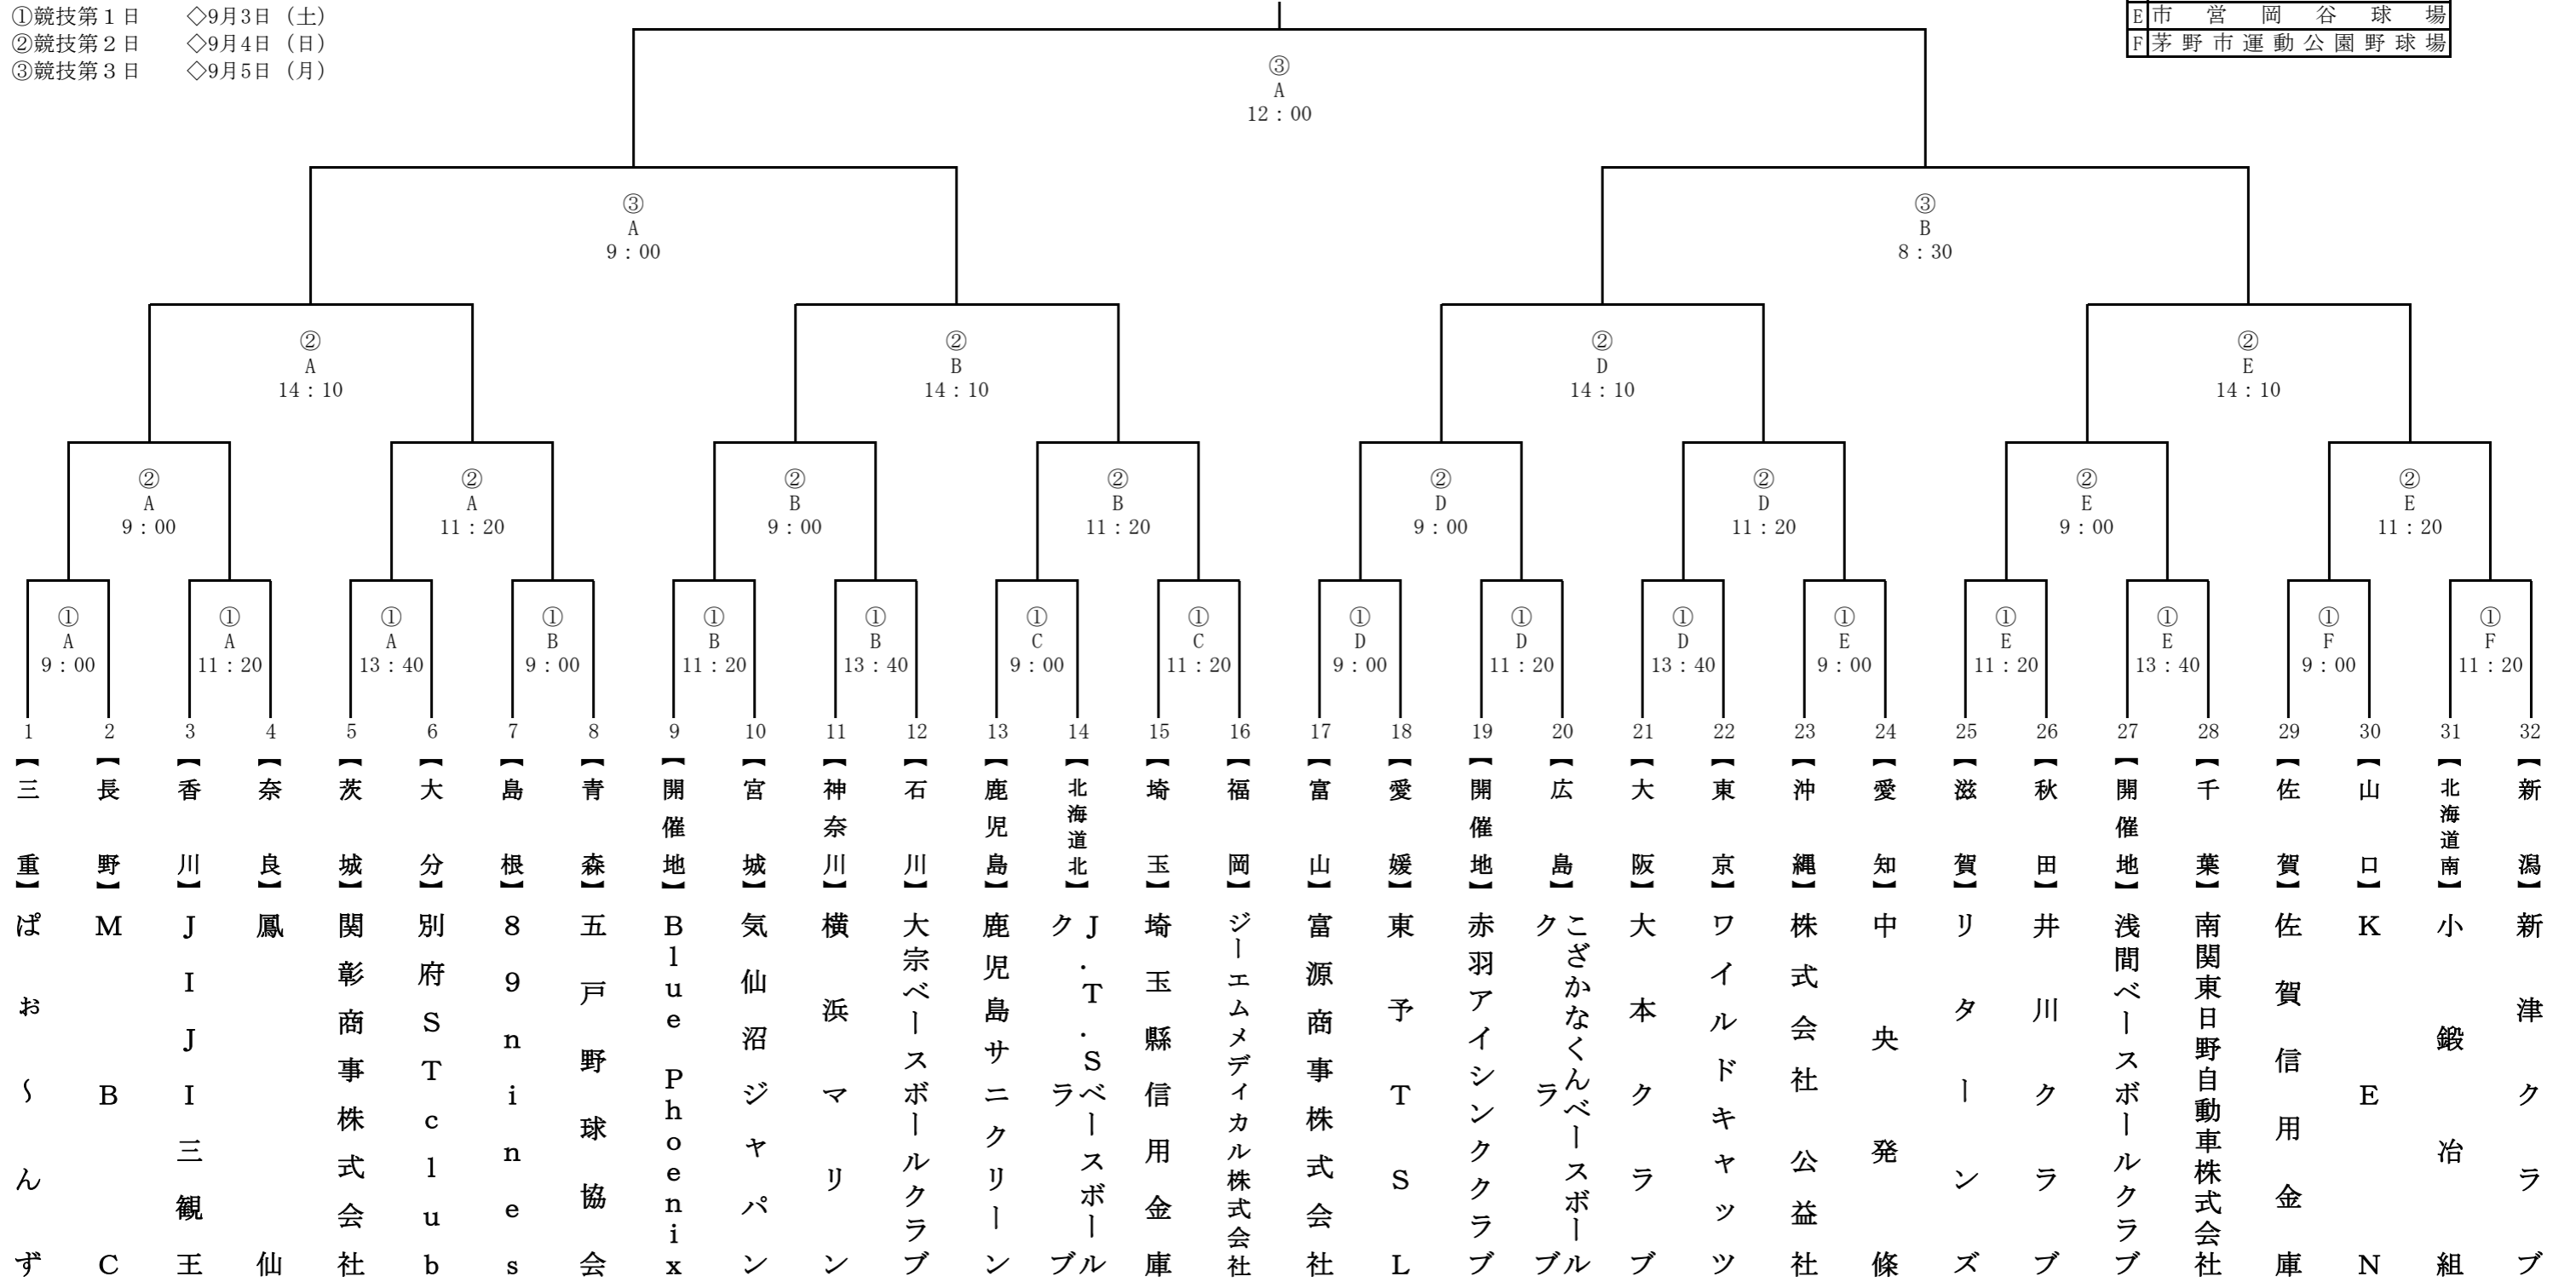 ①競技第１日　◇9月3日（土）
②競技第２日　◇9月4日（日）
③競技第３日　◇9月5日（月）
E 市営岡谷球場
F 茅野市運動公園野球場
③ A 12：00
③ A 9：00
③ B 8：30
② A 14：10
② B 14：10
② D 14：10
② E 14：10
② A 9：00
② A 11：20
② B 9：00
② B 11：20
② D 9：00
② D 11：20
② E 9：00
② E 11：20
① A 9：00
① A 11：20
① A 13：40
① B 9：00
① B 11：20
① B 13：40
① C 9：00
① C 11：20
① D 9：00
① D 11：20
① D 13：40
① E 9：00
① E 11：20
① E 13：40
① F 9：00
① F 11：20
1 【三重】 ぱぉ～んず
2 【長野】 MBC
3 【香川】 JIJI三観王
4 【奈良】 鳳仙
5 【茨城】 関彰商事株式会社
6 【大分】 別府STclub
7 【島根】 89nines
8 【青森】 五戸野球協会
9 【開催地】 Blue Phoenix
10 【宮城】 気仙沼ジャパン
11 【神奈川】 横浜マリン
12 【石川】 大宗ベースボールクラブ
13 【鹿児島】 鹿児島サニクリーン
14 【北海道北】 J.T.Sベースボールクラブ
15 【埼玉】 埼玉縣信用金庫
16 【福岡】 ジーエムメディカル株式会社
17 【富山】 富源商事株式会社
18 【愛媛】 東予TSL
19 【開催地】 赤羽アイシンククラブ
20 【広島】 こざかなくんベースボールクラブ
21 【大阪】 大本クラブ
22 【東京】 ワイルドキャッツ
23 【沖縄】 株式会社公益社
24 【愛知】 中央発條
25 【滋賀】 リターンズ
26 【秋田】 井川クラブ
27 【開催地】 浅間ベースボールクラブ
28 【千葉】 南関東日野自動車株式会社
29 【佐賀】 佐賀信用金庫
30 【山口】 KEN
31 【北海道南】 小鍛冶組
32 【新潟】 新津クラブ